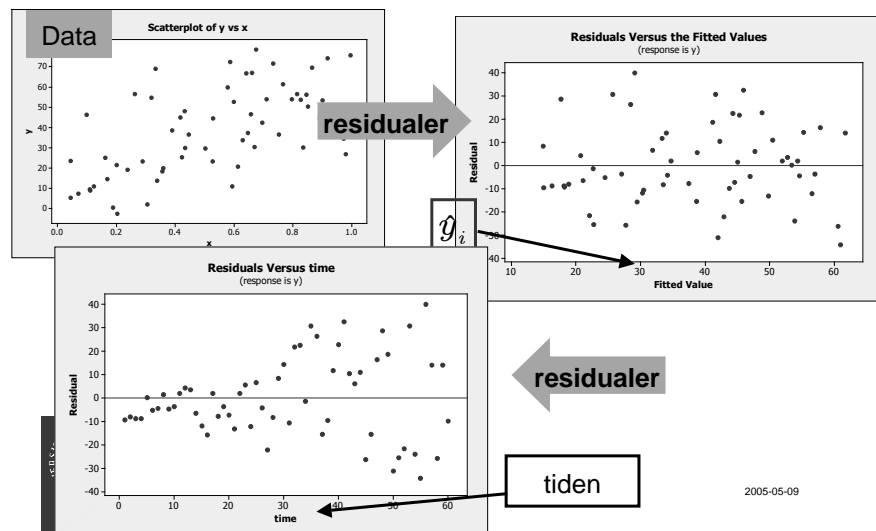 Data
Scatterplot of y vs x
y
70
60
50
40
30
20
10
0
0.0 0.2 0.4 0.6 0.8 1.0
x
residualer
Residuals Versus the Fitted Values
(response is y)
Residual
40
30
20
10
0
-10
-20
-30
-40
10 20 30 40 50 60
Fitted Value
ŷᵢ
Residuals Versus time
(response is y)
Residual
40
30
20
10
0
-10
-20
-30
-40
0 10 20 30 40 50 60
time
residualer
tiden
2005-05-09